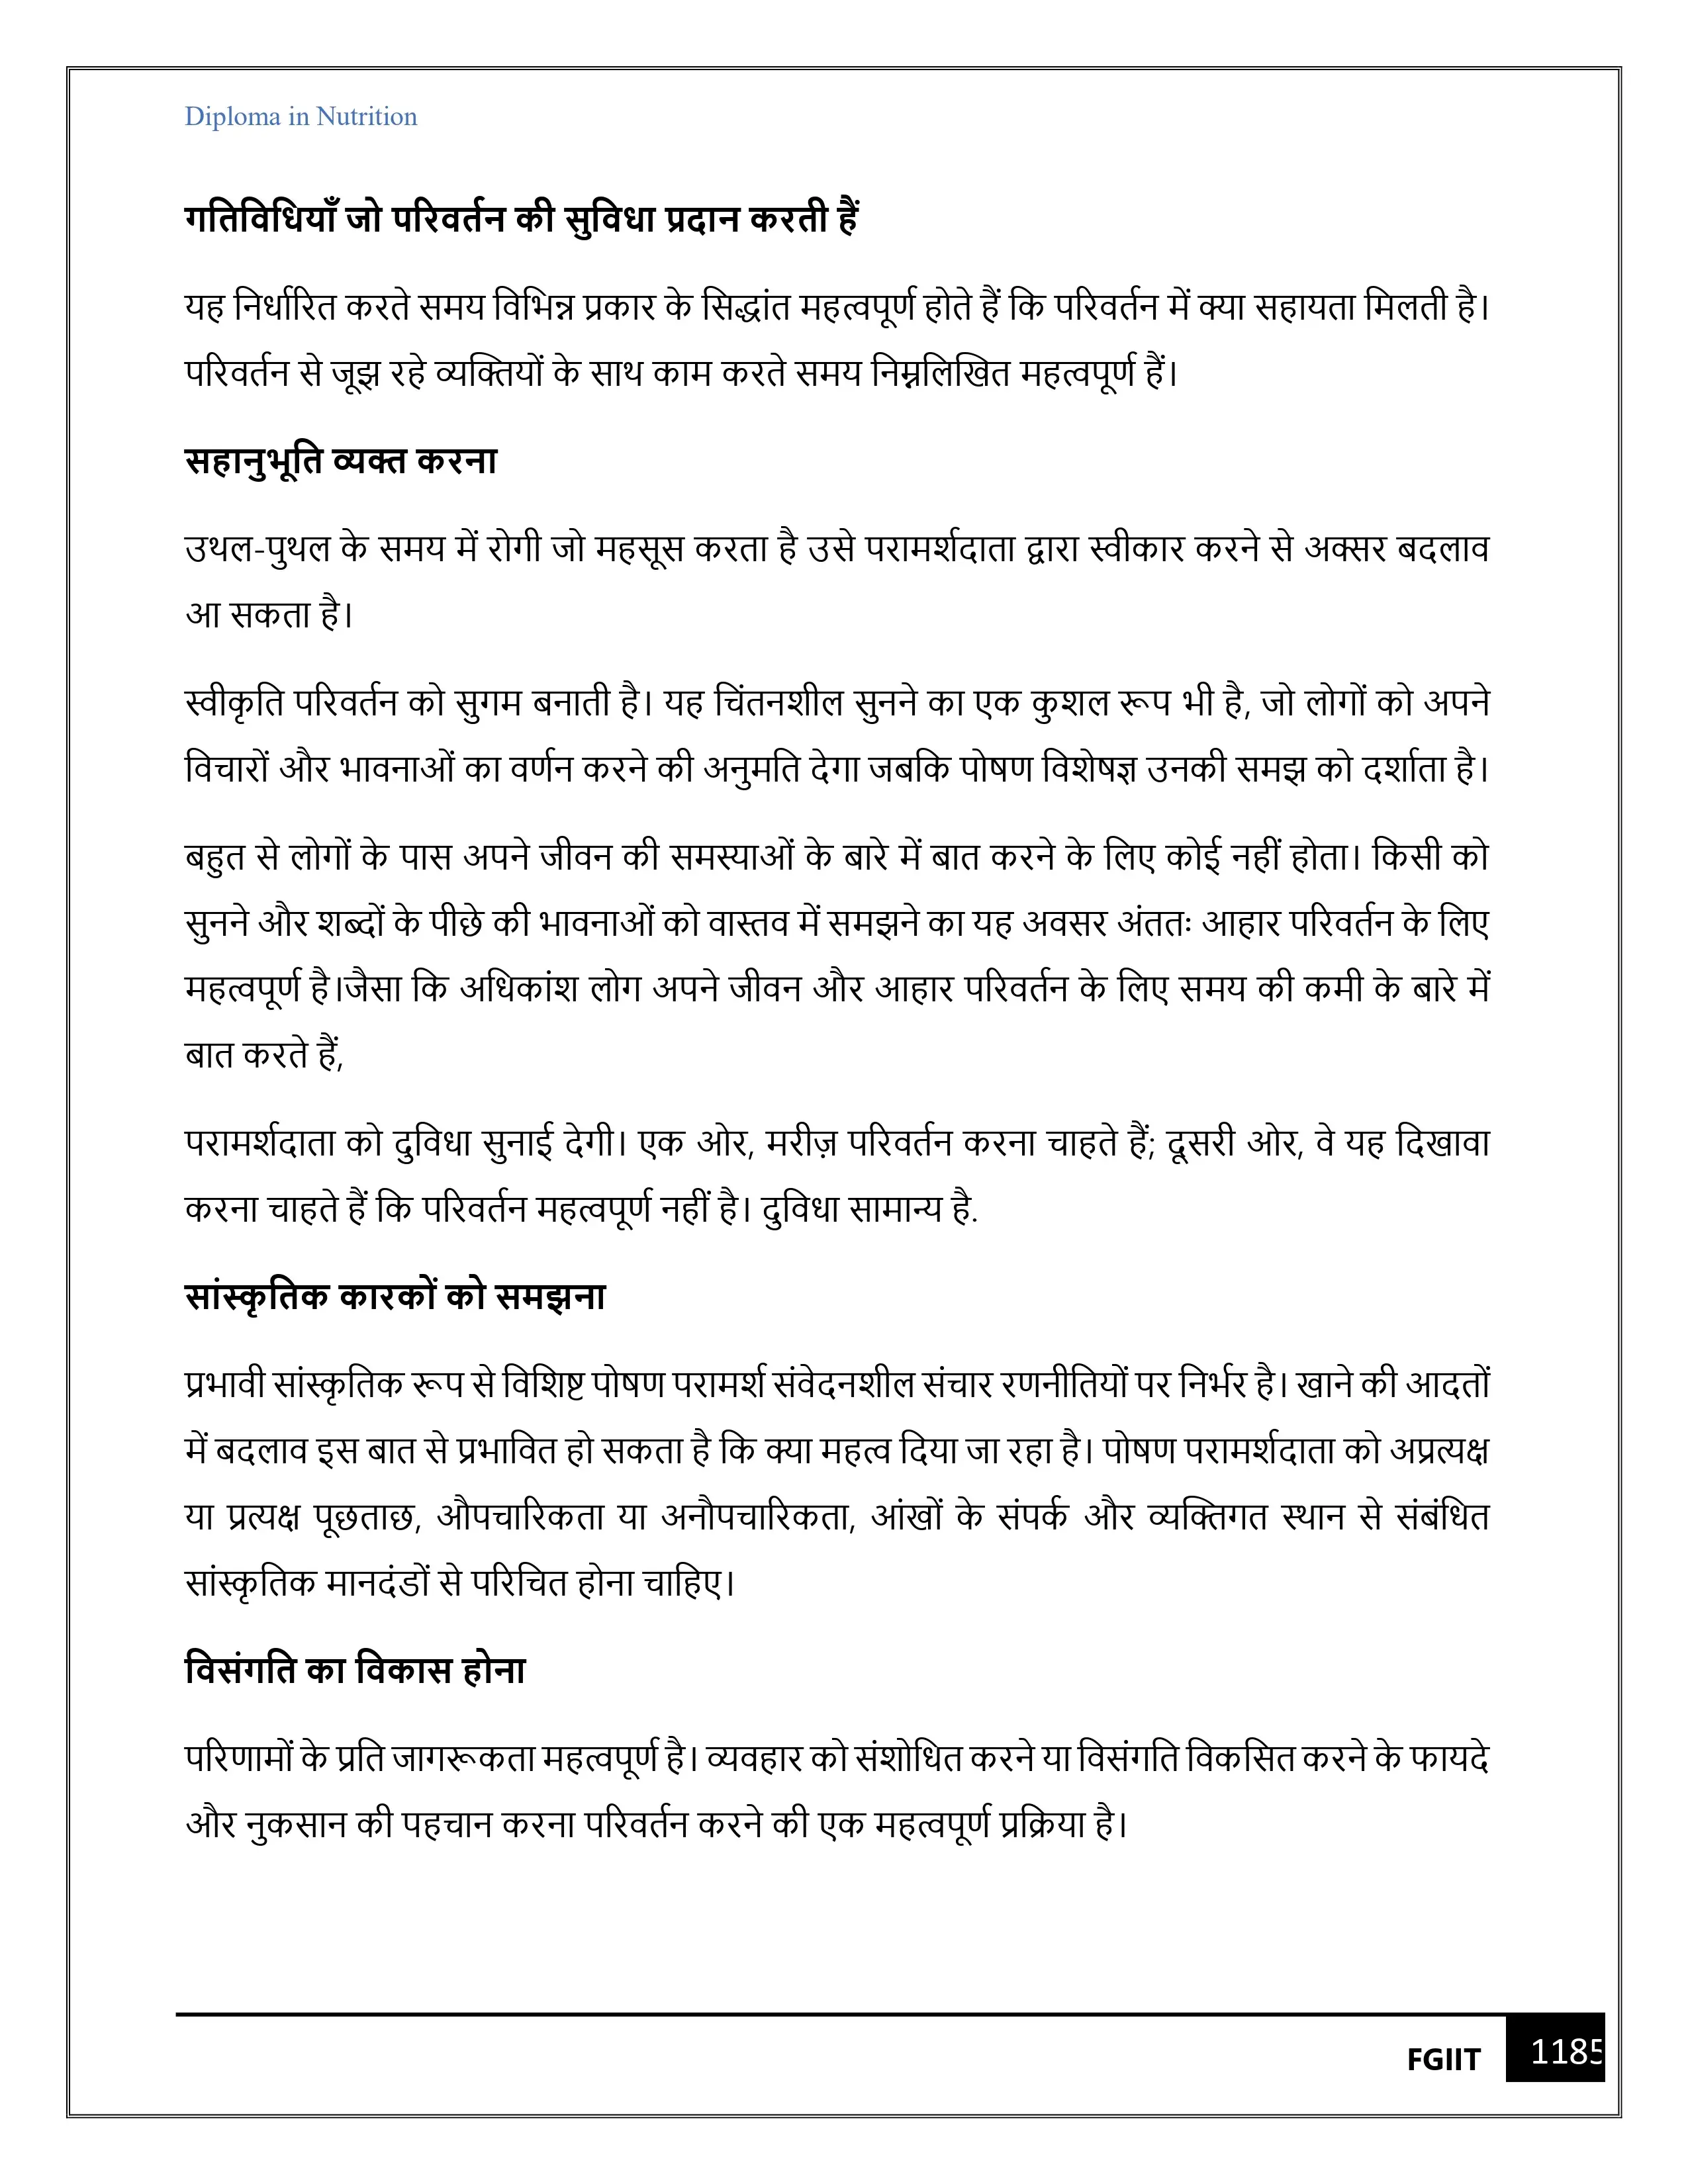 Diploma in Nutrition
गतिविधियाँ जो परिवर्तन की सुविधा प्रदान करती हैं
यह निर्धारित करते समय विभिन्न प्रकार के सिद्धांत महत्वपूर्ण होते हैं कि परिवर्तन में क्या सहायता मिलती है।
परिवर्तन से जूझ रहे व्यक्तियों के साथ काम करते समय निम्नलिखित महत्वपूर्ण हैं।
सहानुभूति व्यक्त करना
उथल-पुथल के समय में रोगी जो महसूस करता है उसे परामर्शदाता द्वारा स्वीकार करने से अक्सर बदलाव
आ सकता है।
स्वीकृति परिवर्तन को सुगम बनाती है। यह चिंतनशील सुनने का एक कुशल रूप भी है, जो लोगों को अपने
विचारों और भावनाओं का वर्णन करने की अनुमति देगा जबकि पोषण विशेषज्ञ उनकी समझ को दर्शाता है।
बहुत से लोगों के पास अपने जीवन की समस्याओं के बारे में बात करने के लिए कोई नहीं होता। किसी को
सुनने और शब्दों के पीछे की भावनाओं को वास्तव में समझने का यह अवसर अंततः आहार परिवर्तन के लिए
महत्वपूर्ण है।जैसा कि अधिकांश लोग अपने जीवन और आहार परिवर्तन के लिए समय की कमी के बारे में
बात करते हैं,
परामर्शदाता को दुविधा सुनाई देगी। एक ओर, मरीज़ परिवर्तन करना चाहते हैं; दूसरी ओर, वे यह दिखावा
करना चाहते हैं कि परिवर्तन महत्वपूर्ण नहीं है। दुविधा सामान्य है.
सांस्कृतिक कारकों को समझना
प्रभावी सांस्कृतिक रूप से विशिष्ट पोषण परामर्श संवेदनशील संचार रणनीतियों पर निर्भर है। खाने की आदतों
में बदलाव इस बात से प्रभावित हो सकता है कि क्या महत्व दिया जा रहा है। पोषण परामर्शदाता को अप्रत्यक्ष
या प्रत्यक्ष पूछताछ, औपचारिकता या अनौपचारिकता, आंखों के संपर्क और व्यक्तिगत स्थान से संबंधित
सांस्कृतिक मानदंडों से परिचित होना चाहिए।
विसंगति का विकास होना
परिणामों के प्रति जागरूकता महत्वपूर्ण है। व्यवहार को संशोधित करने या विसंगति विकसित करने के फायदे
और नुकसान की पहचान करना परिवर्तन करने की एक महत्वपूर्ण प्रक्रिया है।
FGIIT 1185